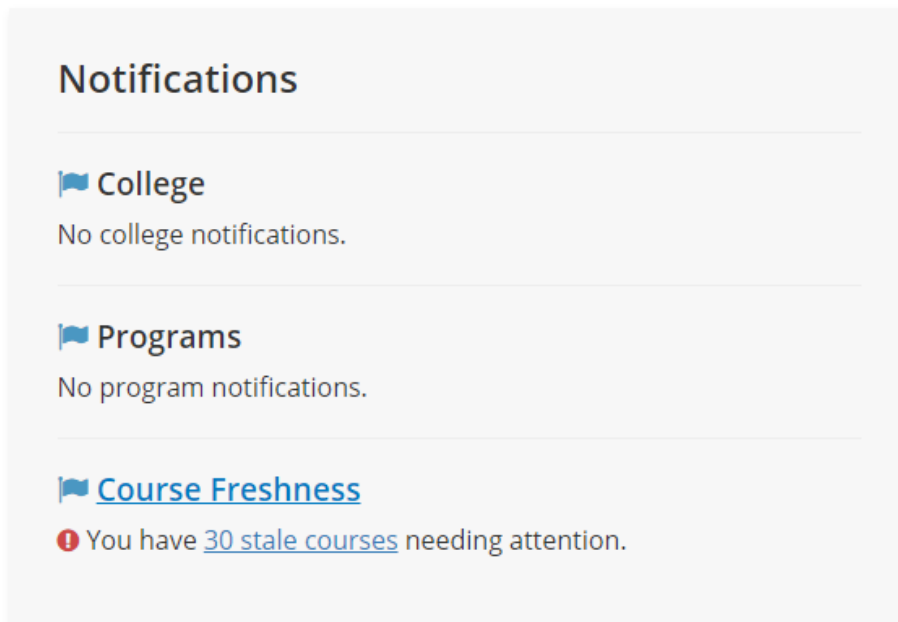 Notifications
College
No college notifications.
Programs
No program notifications.
Course Freshness
You have 30 stale courses needing attention.